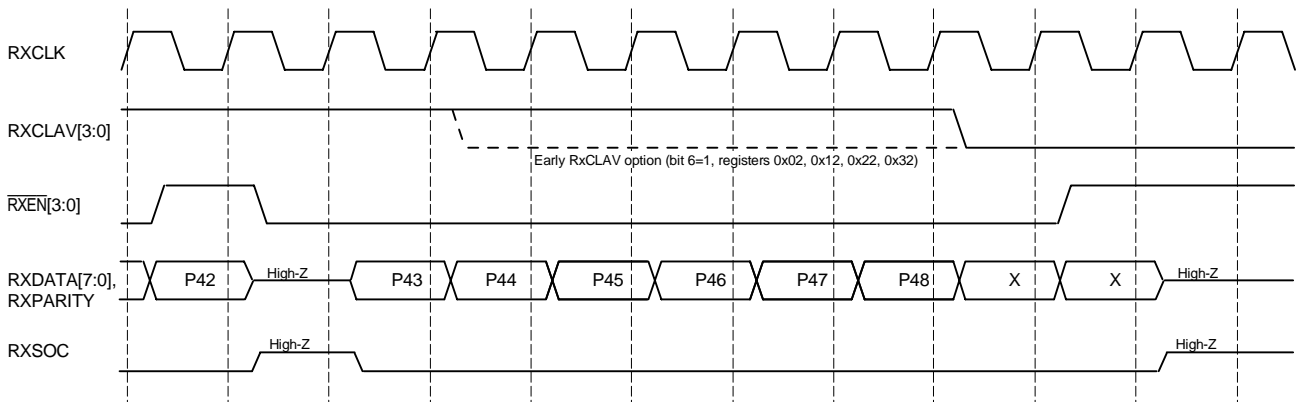 RXCLK
RXCLAV[3:0]
Early RxCLAV option (bit 6=1, registers 0x02, 0x12, 0x22, 0x32)
RXEN[3:0]
RXDATA[7:0],
RXPARITY
P42 High-Z P43 P44 P45 P46 P47 P48 X X High-Z
RXSOC
High-Z High-Z